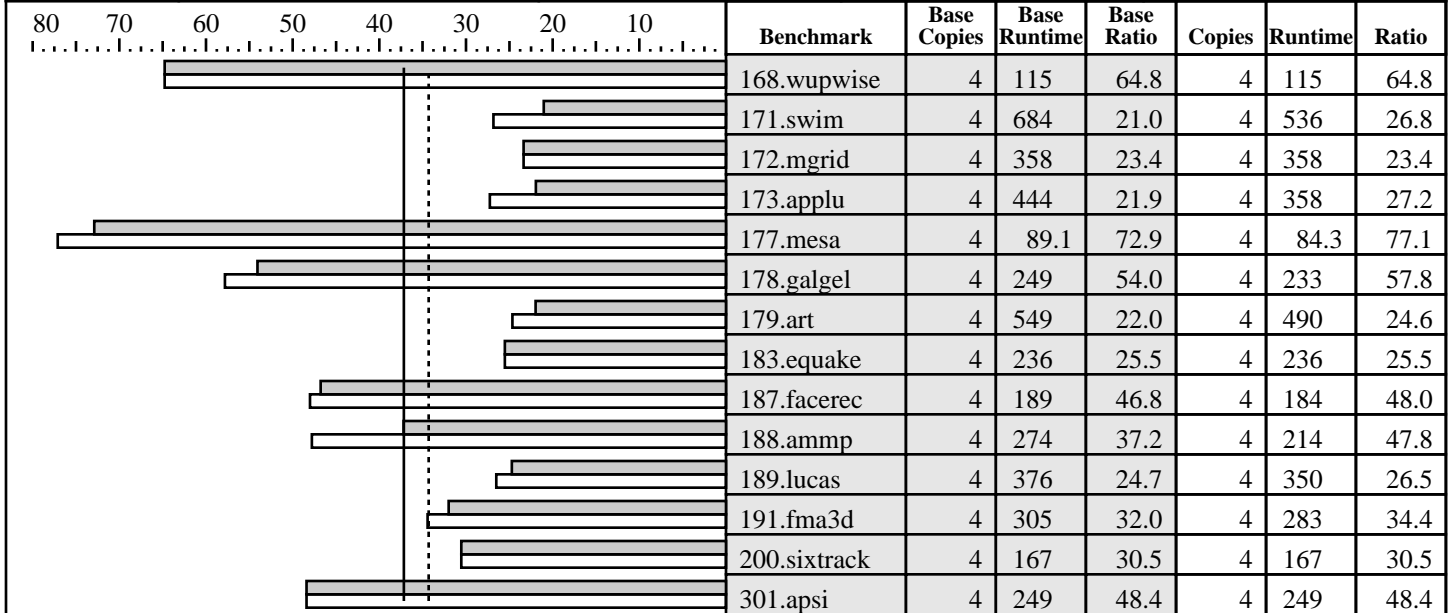 80 70 60 50 40 30 20 10 Benchmark Base Copies Base Runtime Base Ratio Copies Runtime Ratio
168.wupwise 4 115 64.8 4 115 64.8
171.swim 4 684 21.0 4 536 26.8
172.mgrid 4 358 23.4 4 358 23.4
173.applu 4 444 21.9 4 358 27.2
177.mesa 4 89.1 72.9 4 84.3 77.1
178.galgel 4 249 54.0 4 233 57.8
179.art 4 549 22.0 4 490 24.6
183.equake 4 236 25.5 4 236 25.5
187.facerec 4 189 46.8 4 184 48.0
188.ammp 4 274 37.2 4 214 47.8
189.lucas 4 376 24.7 4 350 26.5
191.fma3d 4 305 32.0 4 283 34.4
200.sixtrack 4 167 30.5 4 167 30.5
301.apsi 4 249 48.4 4 249 48.4